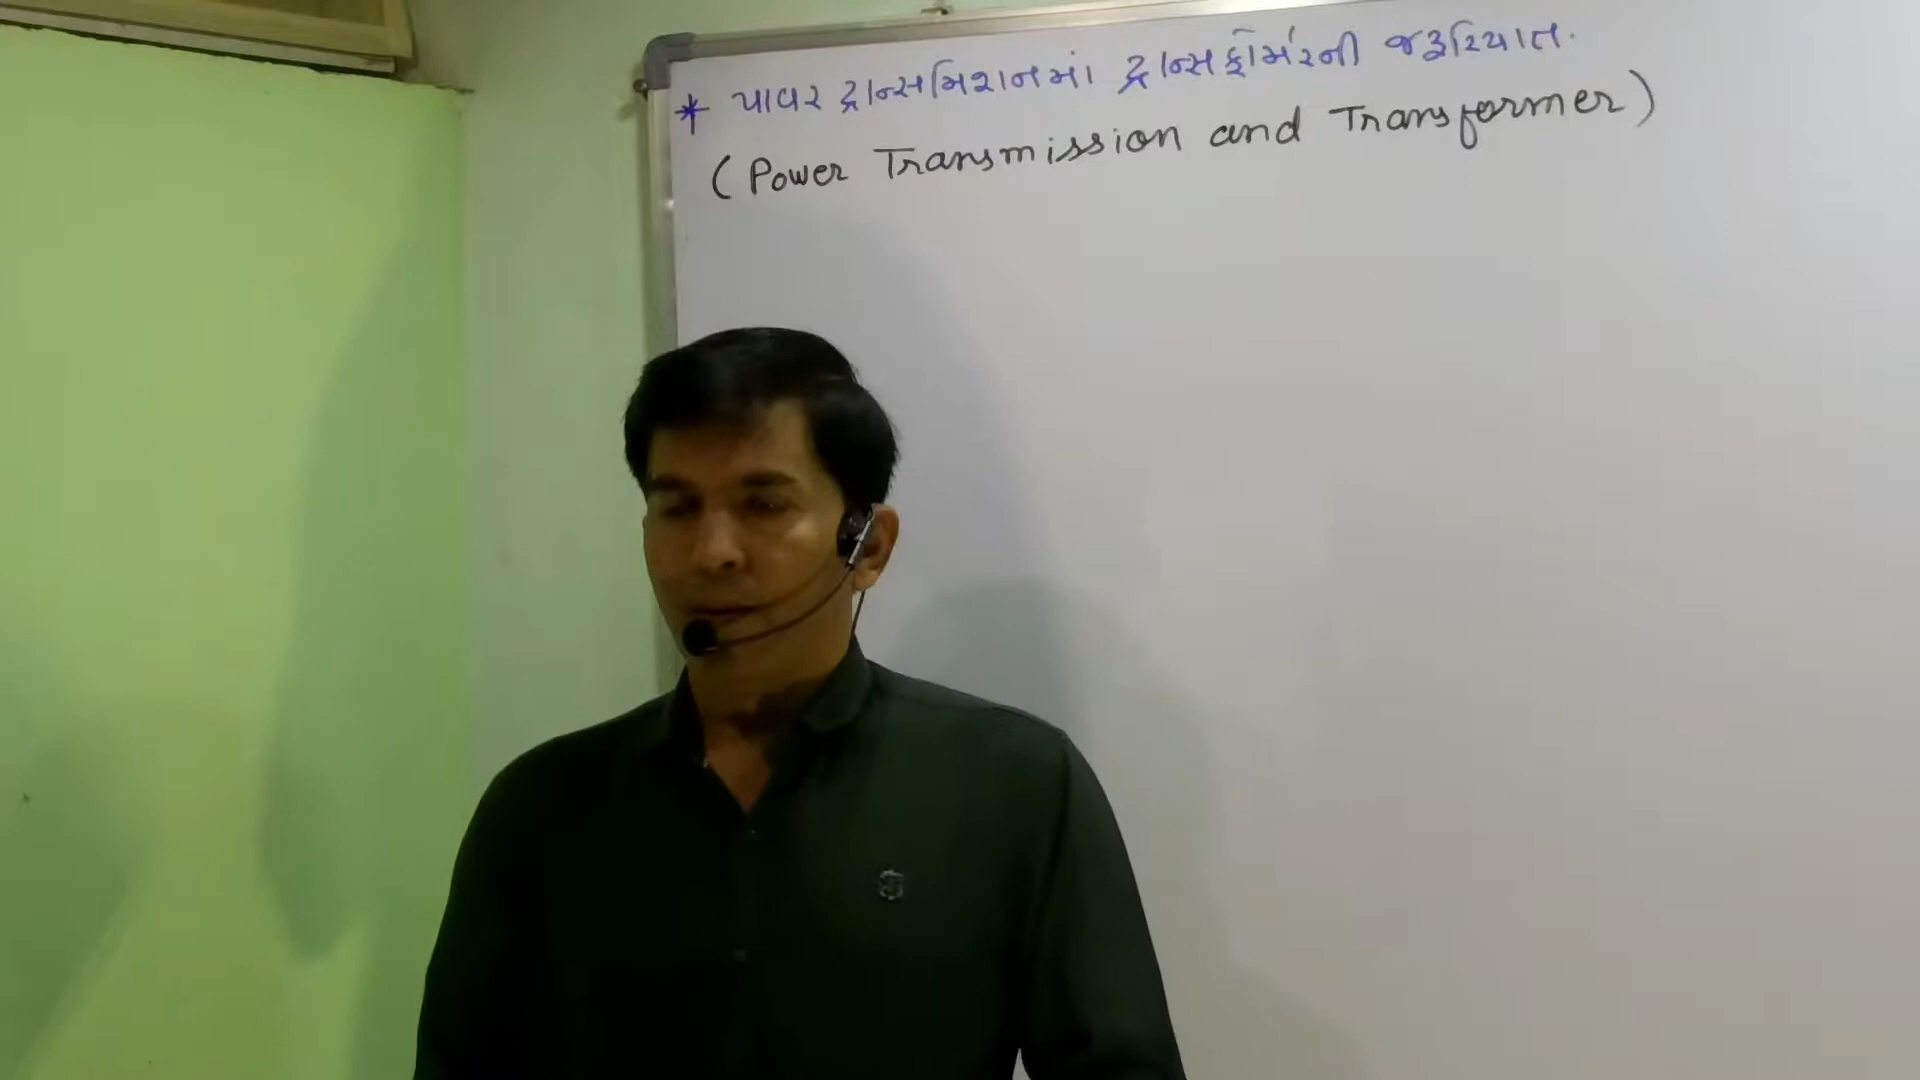 * પાવર ટ્રાન્સમિશનમાં ટ્રાન્સફોર્મરની જરૂરિયાત.
(Power Transmission and Transformer)